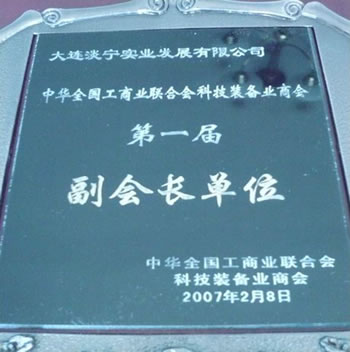 大连淡宁实业发展有限公司
中华全国工商业联合会科技装备业商会
第一届
副会长单位
中华全国工商业联合会
科技装备业商会
2007年2月8日